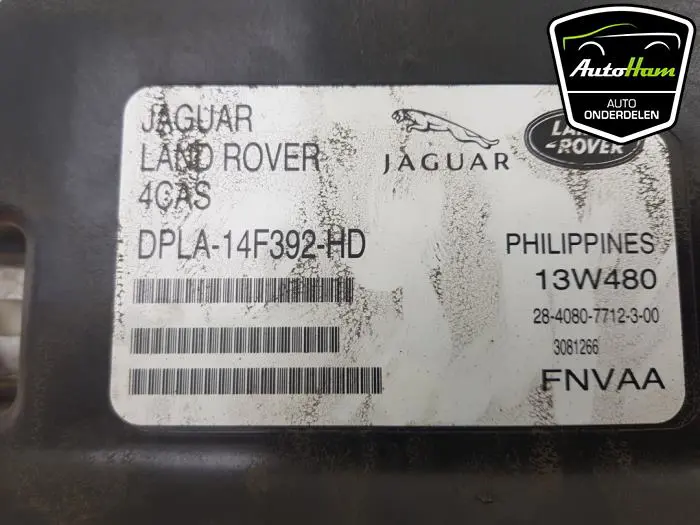 JAGUAR
LAND ROVER
4CAS
DPLA-14F392-HD
JAGUAR
LAND
ROVER
PHILIPPINES
13W480
28-4080-7712-3-00
3081266
FNVAA
AutoHam
AUTO
ONDERDELEN